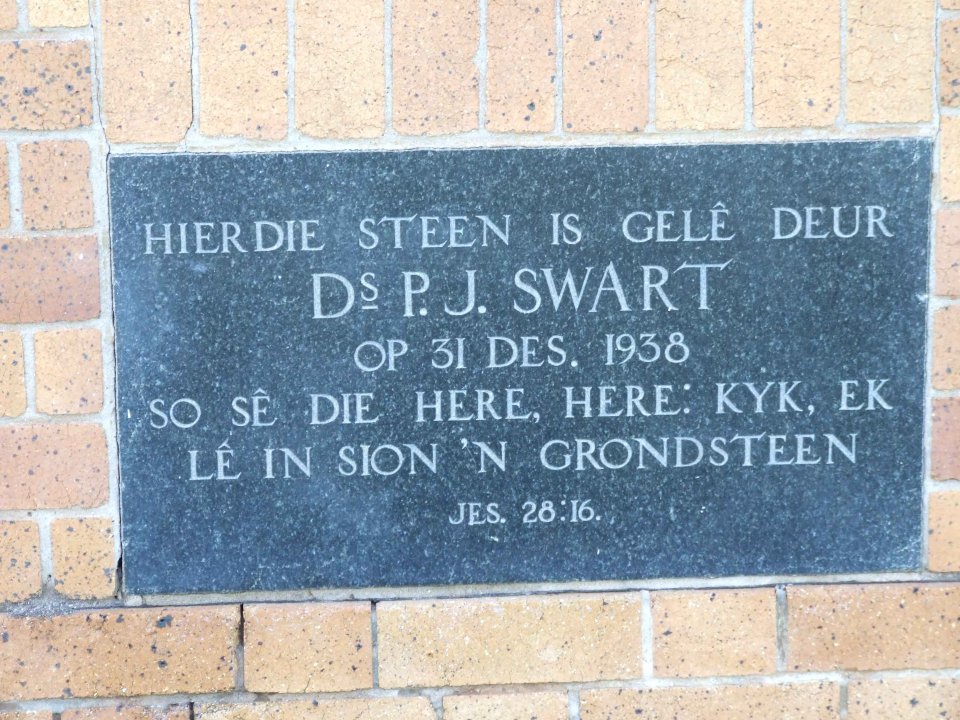 HIERDIE STEEN IS GELÊ DEUR
Ds P. J. SWART
OP 31 DES. 1938
SO SÊ DIE HERE, HERE: KYK, EK
LÊ IN SION 'N GRONDSTEEN
JES. 28:16.